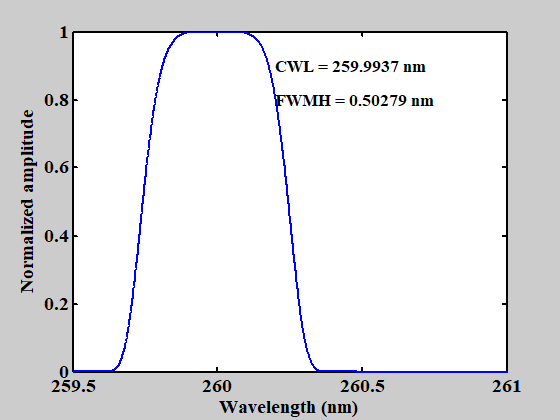 1
CWL = 259.9937 nm
0.8
FWMH = 0.50279 nm
0.6
0.4
0.2
0
Normalized amplitude
259.5 260 260.5 261
Wavelength (nm)